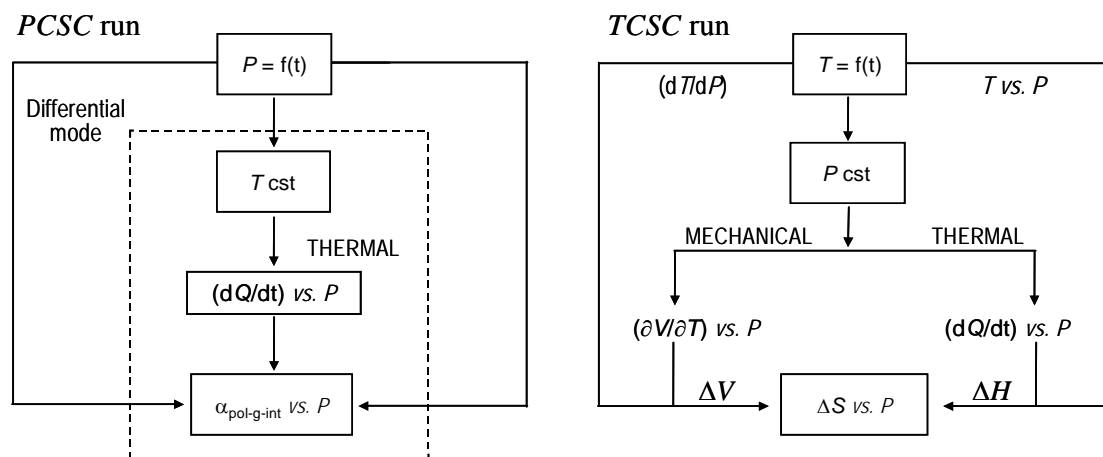 PCSC run
P = f(t)
Differential
mode
T cst
THERMAL
(dQ/dt) vs. P
α pol-g-int vs. P
TCSC run
T = f(t)
(dT/dP)
T vs. P
P cst
MECHANICAL
THERMAL
(∂V/∂T) vs. P
(dQ/dt) vs. P
ΔV
ΔS vs. P
ΔH